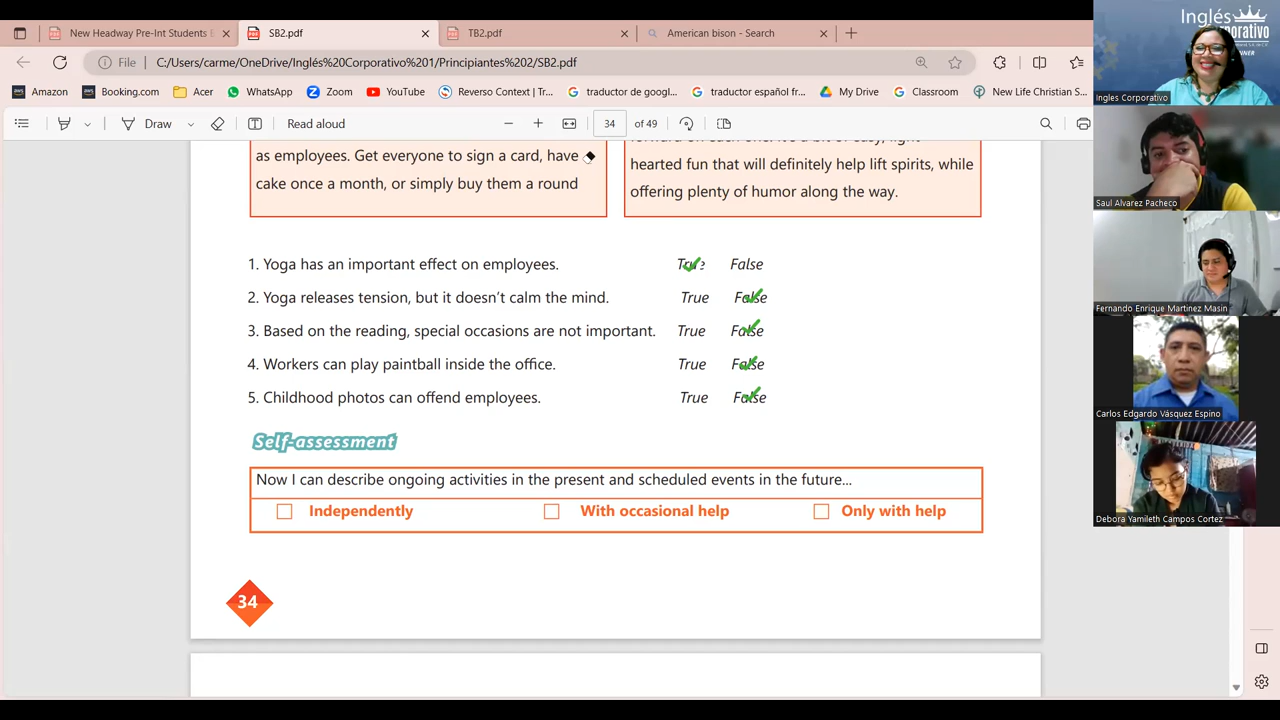 New Headway Pre-Int Students
SB2.pdf
TB2.pdf
American bison - Search
File
C:/Users/carme/OneDrive/Inglés%20Corporativo%201/Principiantes%202/SB2.pdf
Amazon
Booking.com
Acer
WhatsApp
Zoom
YouTube
Reverso Context | Tr...
traductor de googl...
traductor español fr...
My Drive
Classroom
New Life Christian S...
Draw
Read aloud
34
of 49
as employees. Get everyone to sign a card, have
cake once a month, or simply buy them a round
hearted fun that will definitely help lift spirits, while
offering plenty of humor along the way.
1. Yoga has an important effect on employees. True False
2. Yoga releases tension, but it doesn't calm the mind. True False
3. Based on the reading, special occasions are not important. True False
4. Workers can play paintball inside the office. True False
5. Childhood photos can offend employees. True False
Self-assessment
Now I can describe ongoing activities in the present and scheduled events in the future...
Independently
With occasional help
Only with help
34
Inglés
Ingles Corporativo
Saul Alvarez Pacheco
Fernando Enrique Martinez Masin
Carlos Edgardo Vásquez Espino
Debora Yamileth Campos Cortez